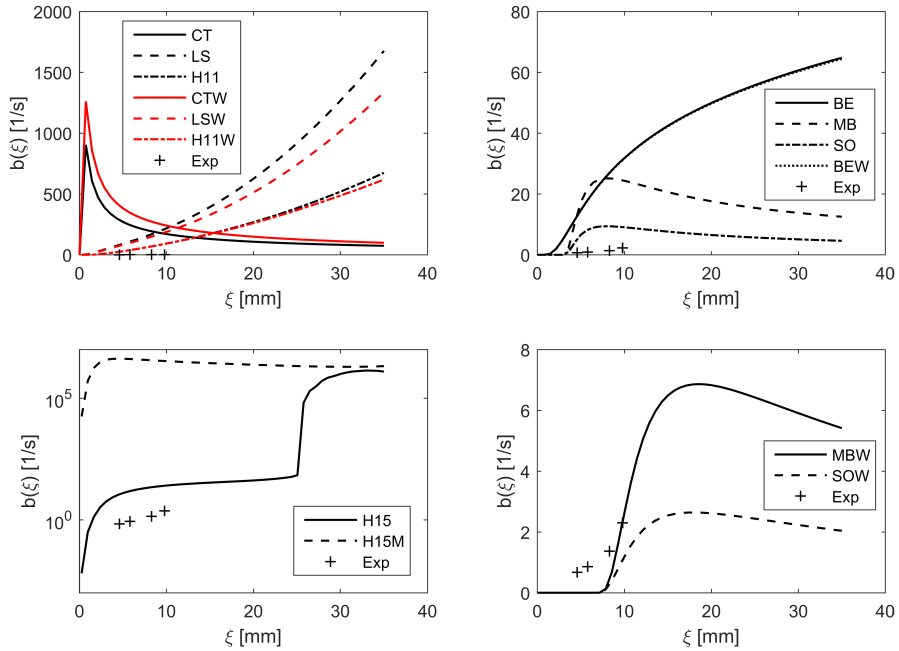 2000
1500
1000
500
0
b(ξ) [1/s]
0 10 20 30 40
ξ [mm]
CT
LS
H11
CTW
LSW
H11W
Exp
80
60
40
20
0
b(ξ) [1/s]
0 10 20 30 40
ξ [mm]
BE
MB
SO
BEW
Exp
10^5
10^0
b(ξ) [1/s]
0 10 20 30 40
ξ [mm]
H15
H15M
Exp
8
6
4
2
0
b(ξ) [1/s]
0 10 20 30 40
ξ [mm]
MBW
SOW
Exp